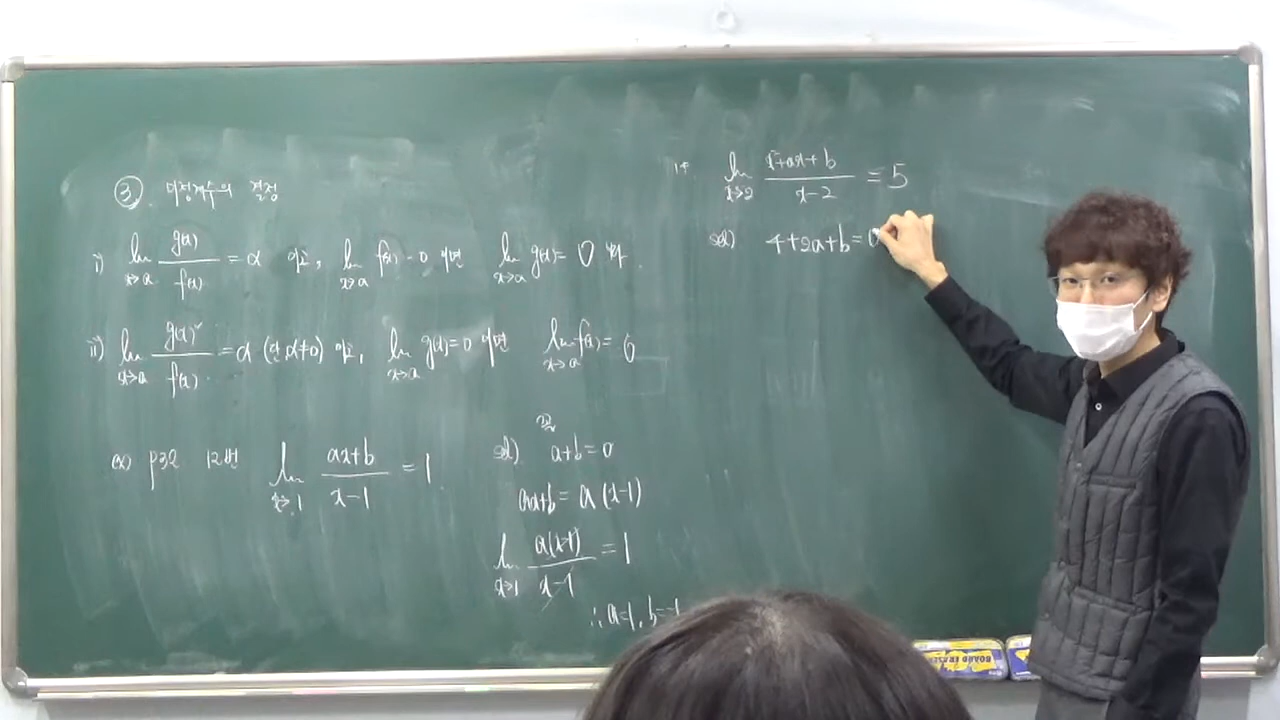 ③. 미정계수의 결정
i) lim x→a g(x)/f(x) = α 이고, lim x→a f(x) = 0 이면 lim x→a g(x) = 0 이다.
ii) lim x→a g(x)/f(x) = α (단 α≠0) 이고, lim x→a g(x) = 0 이면 lim x→a f(x) = 0
ex) p32 12번 lim x→1 ax+b/x-1 = 1
sol) a+b=0
ax+b = a(x-1)
lim x→1 a(x-1)/x-1 = 1
∴ a=1, b=-1
lim x→2 x²+ax+b/x-2 = 5
sol) 4+2a+b=0
BOARD ERASER